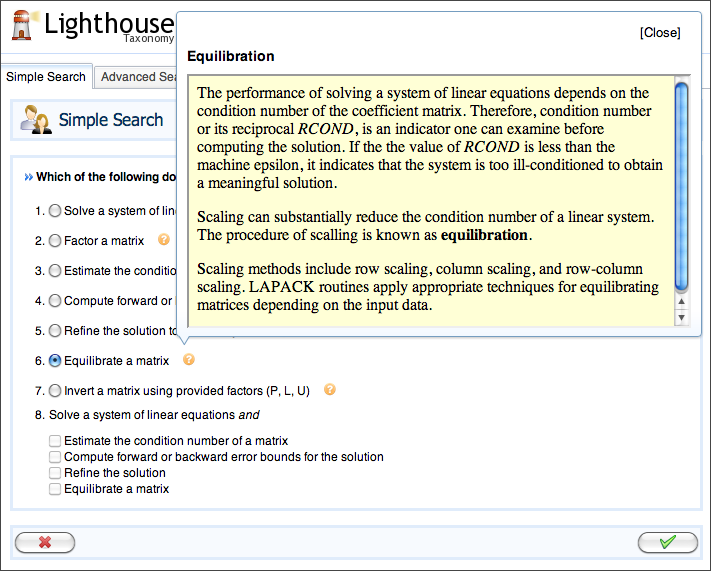 Lighthouse
Taxonomy
[Close]
Equilibration
Simple Search
Advanced Sea
The performance of solving a system of linear equations depends on the
condition number of the coefficient matrix. Therefore, condition number
or its reciprocal RCOND, is an indicator one can examine before
computing the solution. If the the value of RCOND is less than the
machine epsilon, it indicates that the system is too ill-conditioned to obtain
a meaningful solution.
Scaling can substantially reduce the condition number of a linear system.
The procedure of scalling is known as equilibration.
Scaling methods include row scaling, column scaling, and row-column
scaling. LAPACK routines apply appropriate techniques for equilibrating
matrices depending on the input data.
Simple Search
» Which of the following do
1. Solve a system of lin
2. Factor a matrix ?
3. Estimate the conditio
4. Compute forward or
5. Refine the solution to
6. Equilibrate a matrix ?
7. Invert a matrix using provided factors (P, L, U) ?
8. Solve a system of linear equations and
Estimate the condition number of a matrix
Compute forward or backward error bounds for the solution
Refine the solution
Equilibrate a matrix